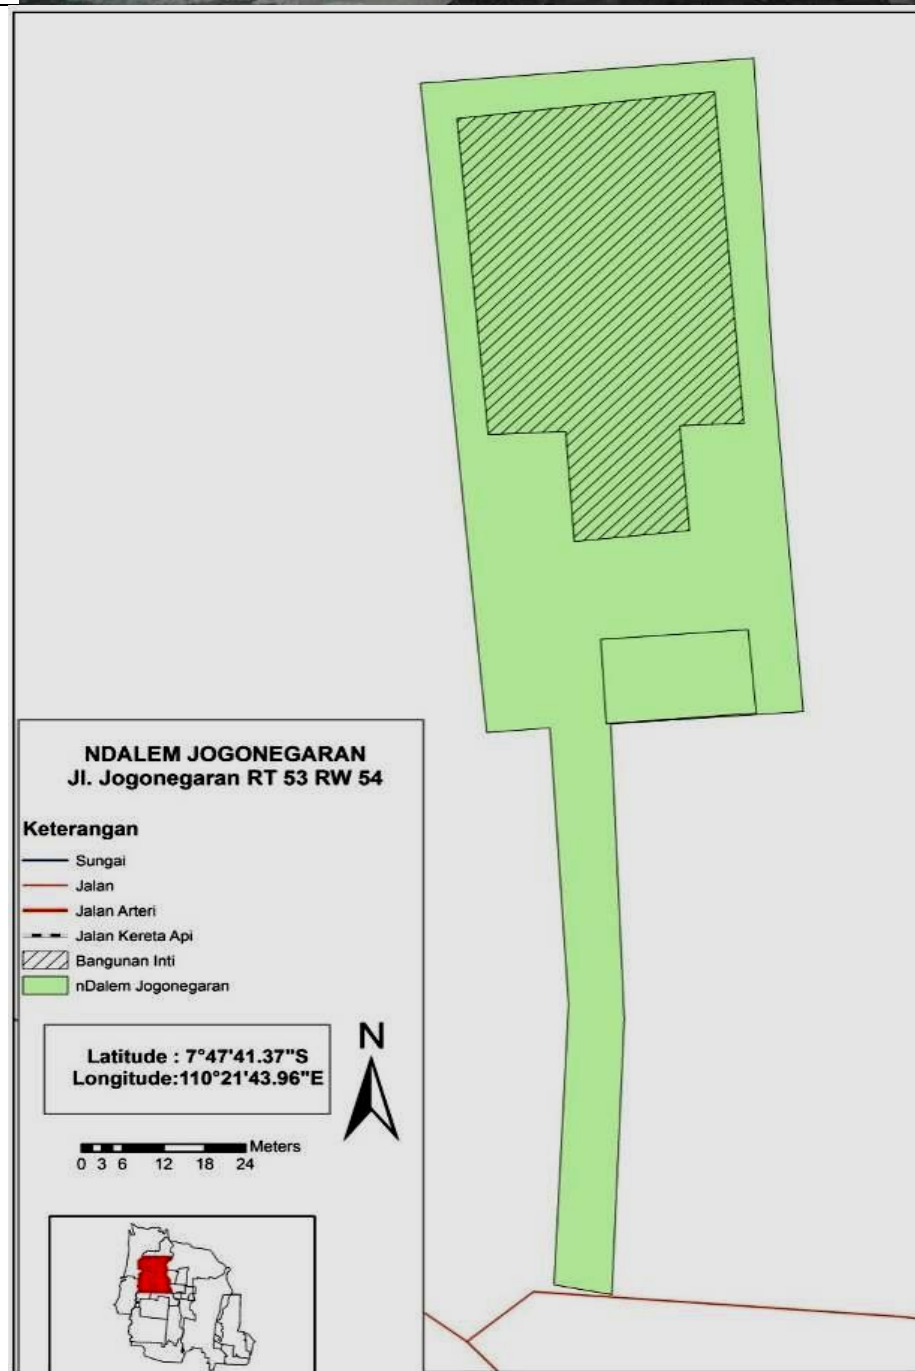 NDALEM JOGONEGARAN
Jl. Jogonegaran RT 53 RW 54
Keterangan
Sungai
Jalan
Jalan Arteri
Jalan Kereta Api
Bangunan Inti
nDalem Jogonegaran
Latitude : 7°47'41.37"S
Longitude:110°21'43.96"E
N
Meters
0 3 6 12 18 24